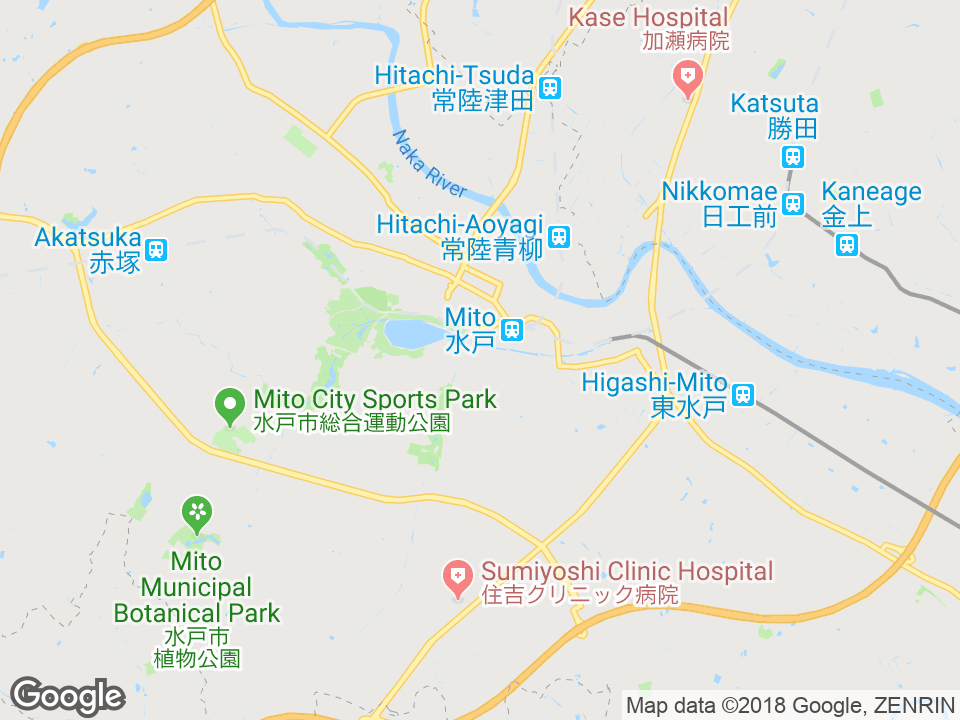 Kase Hospital
加瀬病院
Hitachi-Tsuda
常陸津田
Katsuta
勝田
Naka River
Nikkomae
日工前
Kaneage
金上
Hitachi-Aoyagi
常陸青柳
Akatsuka
赤塚
Mito
水戸
Higashi-Mito
東水戸
Mito City Sports Park
水戸市総合運動公園
Mito
Municipal
Botanical Park
水戸市
植物公園
Sumiyoshi Clinic Hospital
住吉クリニック病院
Google
Map data ©2018 Google, ZENRIN